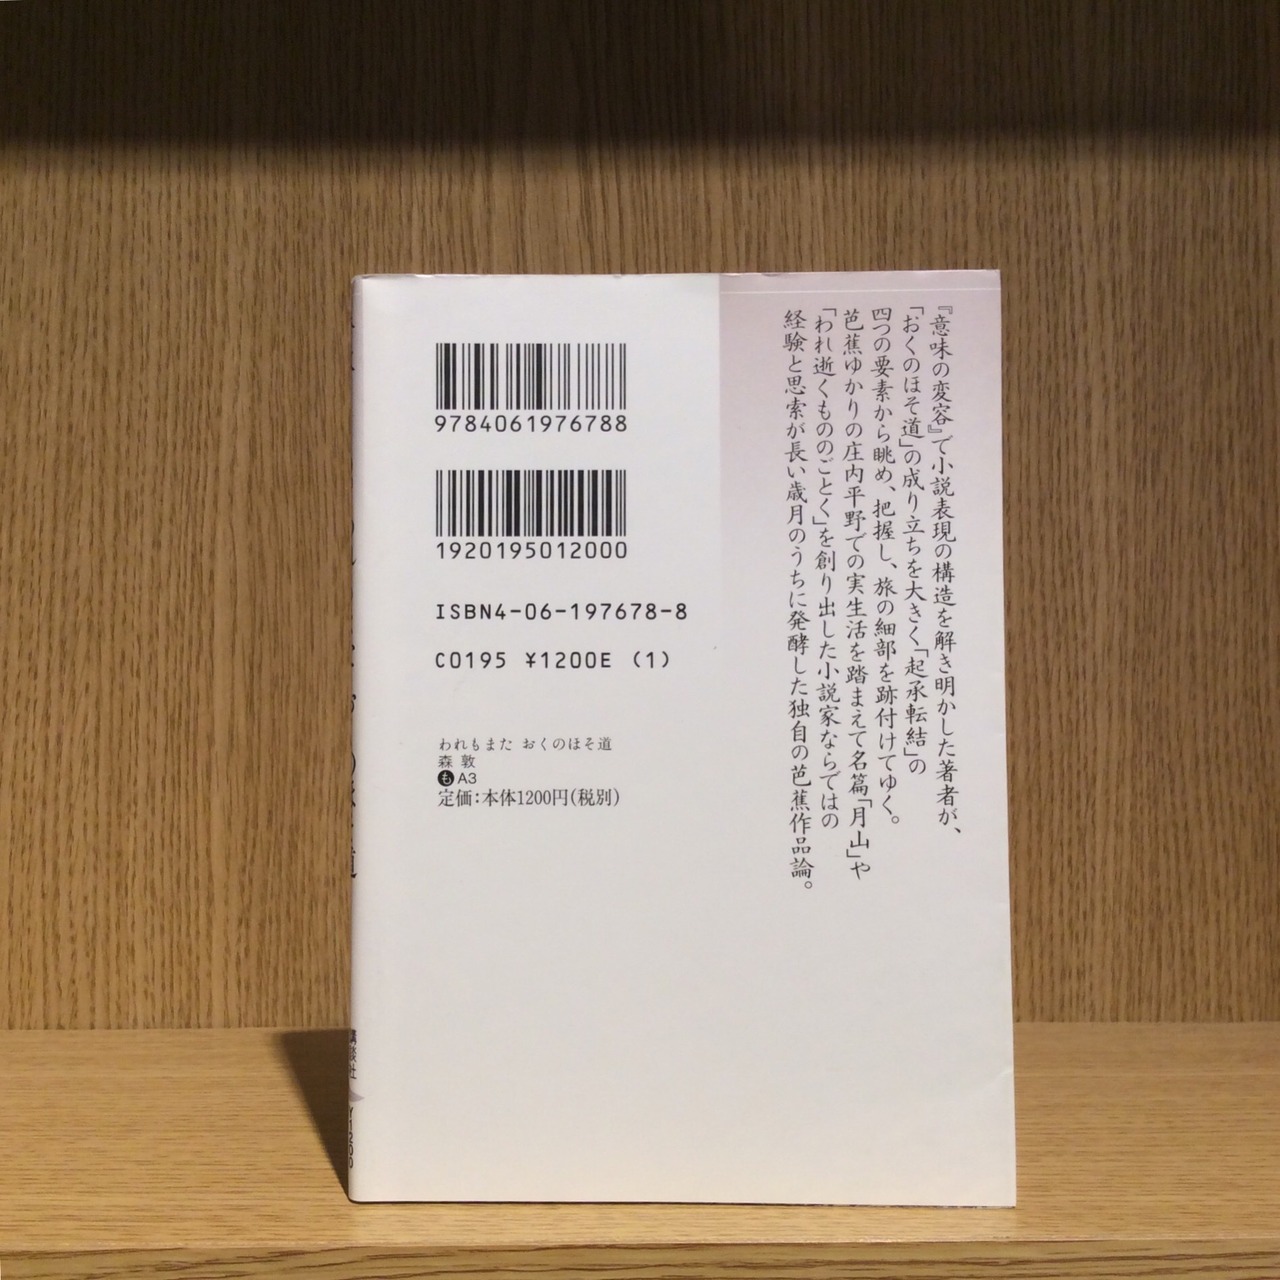 『意味の変容』で小説表現の構造を解き明かした著者が、
「おくのほそ道」の成り立ちを大きく「起承転結」の
四つの要素から眺め、把握し、旅の細部を跡付けてゆく。
芭蕉ゆかりの庄内平野での実生活を踏まえて名篇「月山」や
「われ逝くもののごとく」を創り出した小説家ならではの
経験と思索が長い歳月のうちに発酵した独自の芭蕉作品論。
9784061976788
1920195012000
ISBN4-06-197678-8
C0195 ¥1200E (1)
われもまた おくのほそ道
森 敦
も A3
定価：本体1200円(税別)
講談社
¥1200